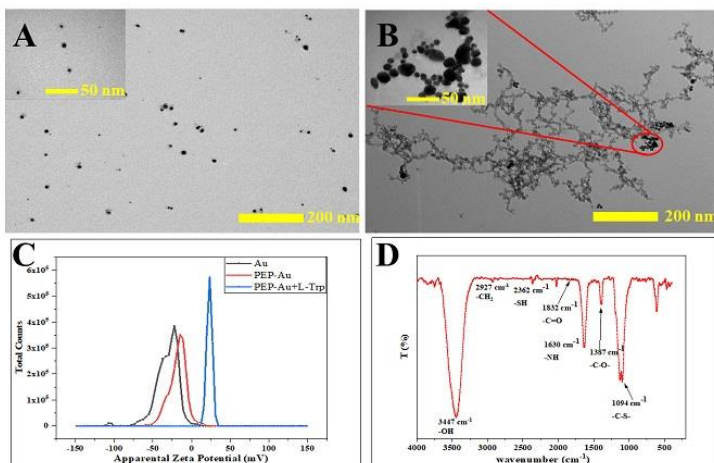 A
50 nm
200 nm
B
50 nm
200 nm
C
Au
PEP-Au
PEP-Au+L-Trp
Total Counts
6x10⁵
5x10⁵
4x10⁵
3x10⁵
2x10⁵
1x10⁵
0
-150 -100 -50 0 50 100 150
Apparental Zeta Potential (mV)
D
T (%)
2927 cm⁻¹
-CH₂
2362 cm⁻¹
-SH
1832 cm⁻¹
-C=O
1630 cm⁻¹
-NH
1387 cm⁻¹
-C-O-
1094 cm⁻¹
-C-S-
3447 cm⁻¹
-OH
4000 3500 3000 2500 2000 1500 1000 500
wavenumber (cm⁻¹)